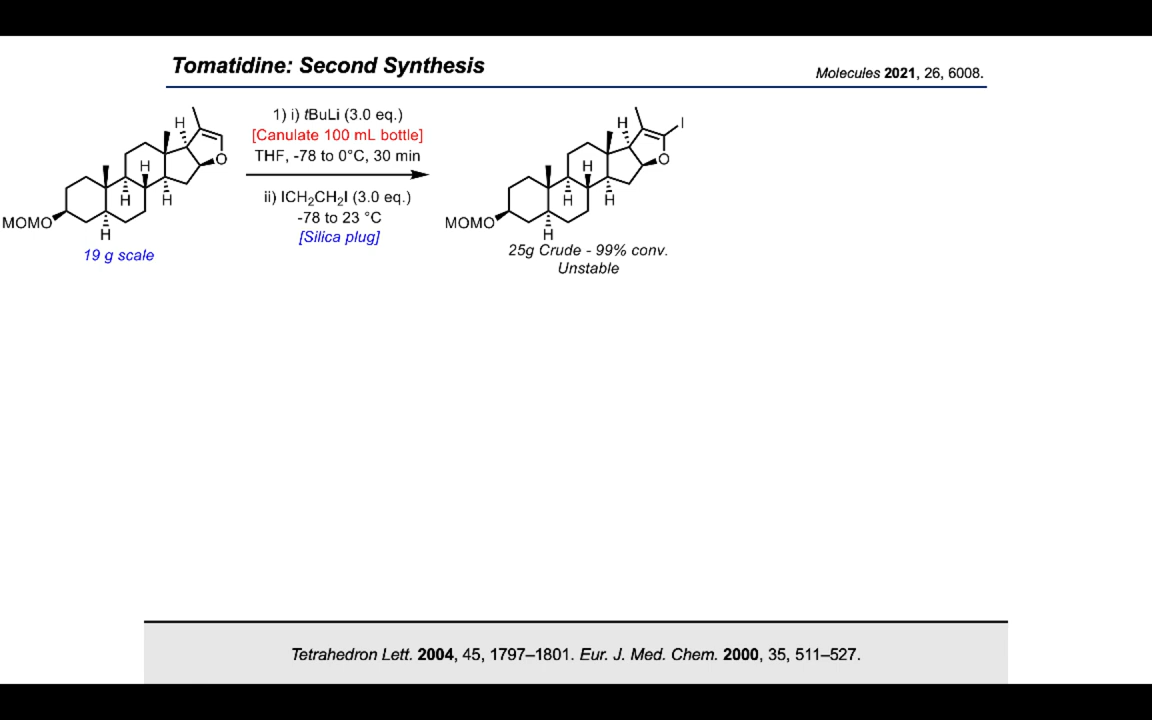 Tomatidine: Second Synthesis
Molecules 2021, 26, 6008.
1) i) tBuLi (3.0 eq.)
[Canulate 100 mL bottle]
THF, -78 to 0°C, 30 min
ii) ICH₂CH₂I (3.0 eq.)
-78 to 23 °C
[Silica plug]
H
O
H
H
H
MOMO
H
19 g scale
H
I
O
H
H
H
MOMO
H
25g Crude - 99% conv.
Unstable
Tetrahedron Lett. 2004, 45, 1797–1801. Eur. J. Med. Chem. 2000, 35, 511–527.